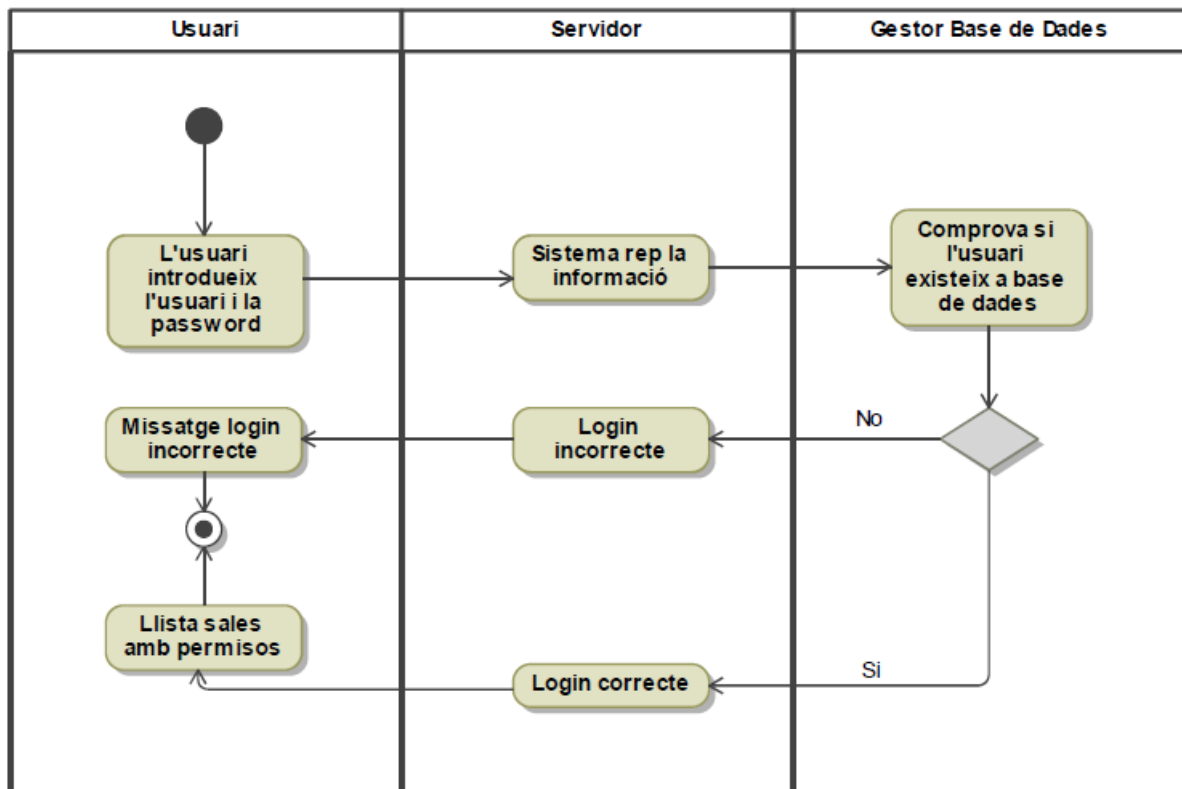 Usuari
Servidor
Gestor Base de Dades
L'usuari
introdueix
l'usuari i la
password
Sistema rep la
informació
Comprova si
l'usuari
existeix a base
de dades
Missatge login
incorrecte
Login
incorrecte
No
Llista sales
amb permisos
Login correcte
Si